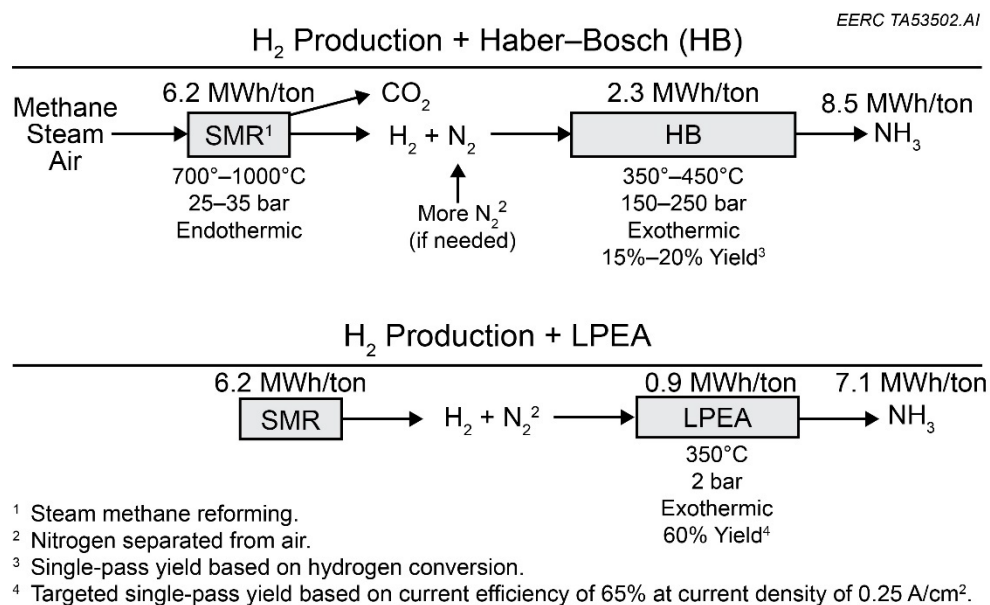 EERC TA53502.AI
H₂ Production + Haber–Bosch (HB)
6.2 MWh/ton
CO₂
2.3 MWh/ton
8.5 MWh/ton
Methane
Steam
Air
SMR¹
H₂ + N₂
HB
NH₃
700°–1000°C
25–35 bar
Endothermic
More N₂²
(if needed)
350°–450°C
150–250 bar
Exothermic
15%–20% Yield³
H₂ Production + LPEA
6.2 MWh/ton
0.9 MWh/ton
7.1 MWh/ton
SMR
H₂ + N₂²
LPEA
NH₃
350°C
2 bar
Exothermic
60% Yield⁴
¹ Steam methane reforming.
² Nitrogen separated from air.
³ Single-pass yield based on hydrogen conversion.
⁴ Targeted single-pass yield based on current efficiency of 65% at current density of 0.25 A/cm².